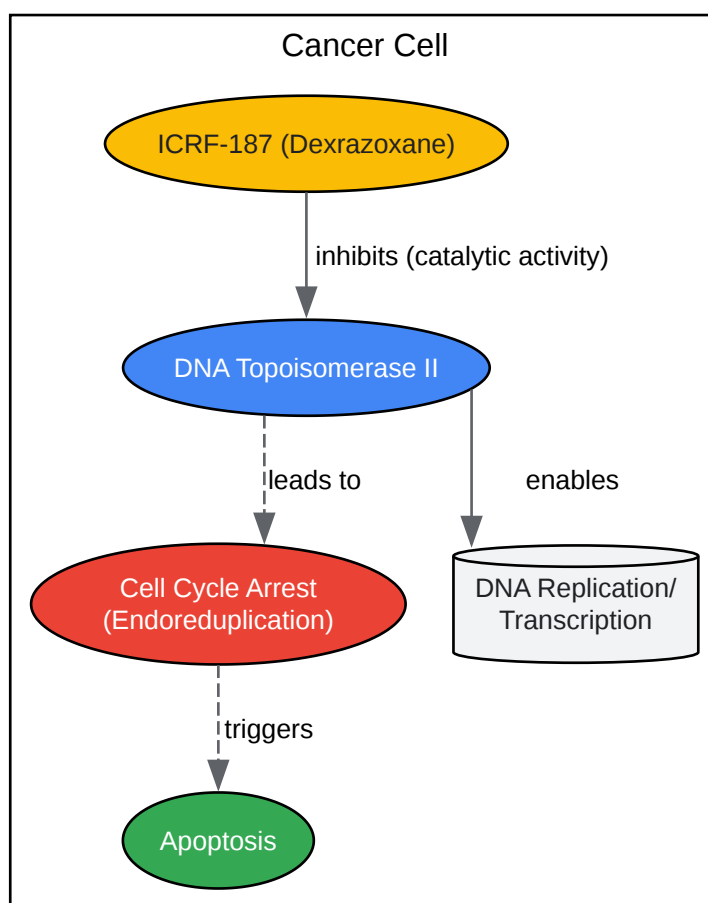 Cancer Cell
ICRF-187 (Dexrazoxane)
inhibits (catalytic activity)
DNA Topoisomerase II
leads to
enables
Cell Cycle Arrest
(Endoreduplication)
DNA Replication/
Transcription
triggers
Apoptosis